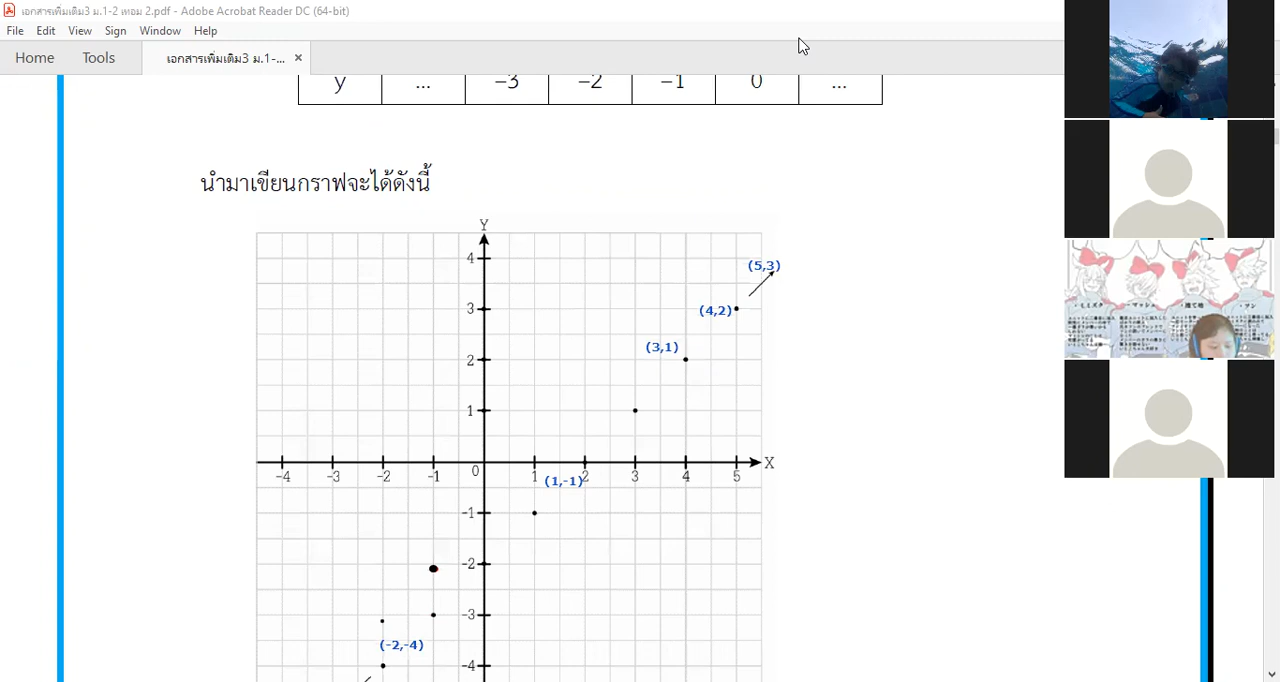 เอกสารเพิ่มเติม3 ม.1-2 เทอม 2.pdf - Adobe Acrobat Reader DC (64-bit)
File Edit View Sign Window Help
Home Tools เอกสารเพิ่มเติม3 ม.1-... ×
y ... −3 −2 −1 0 ...
นำมาเขียนกราฟจะได้ดังนี้
Y
4
(5,3)
3
(4,2)
(3,1)
2
1
-4 -3 -2 -1 0 1 2 3 4 5 X
(1,-1)
-1
-2
-3
(-2,-4)
-4